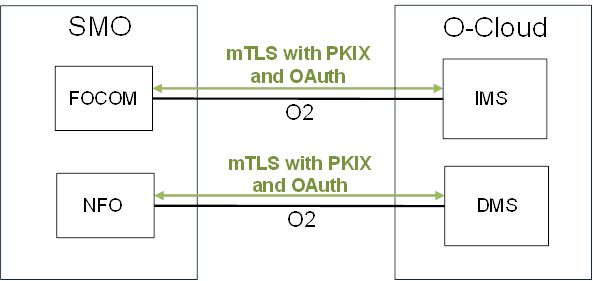 SMO
O-Cloud
mTLS with PKIX
and OAuth
FOCOM
IMS
O2
mTLS with PKIX
and OAuth
NFO
DMS
O2